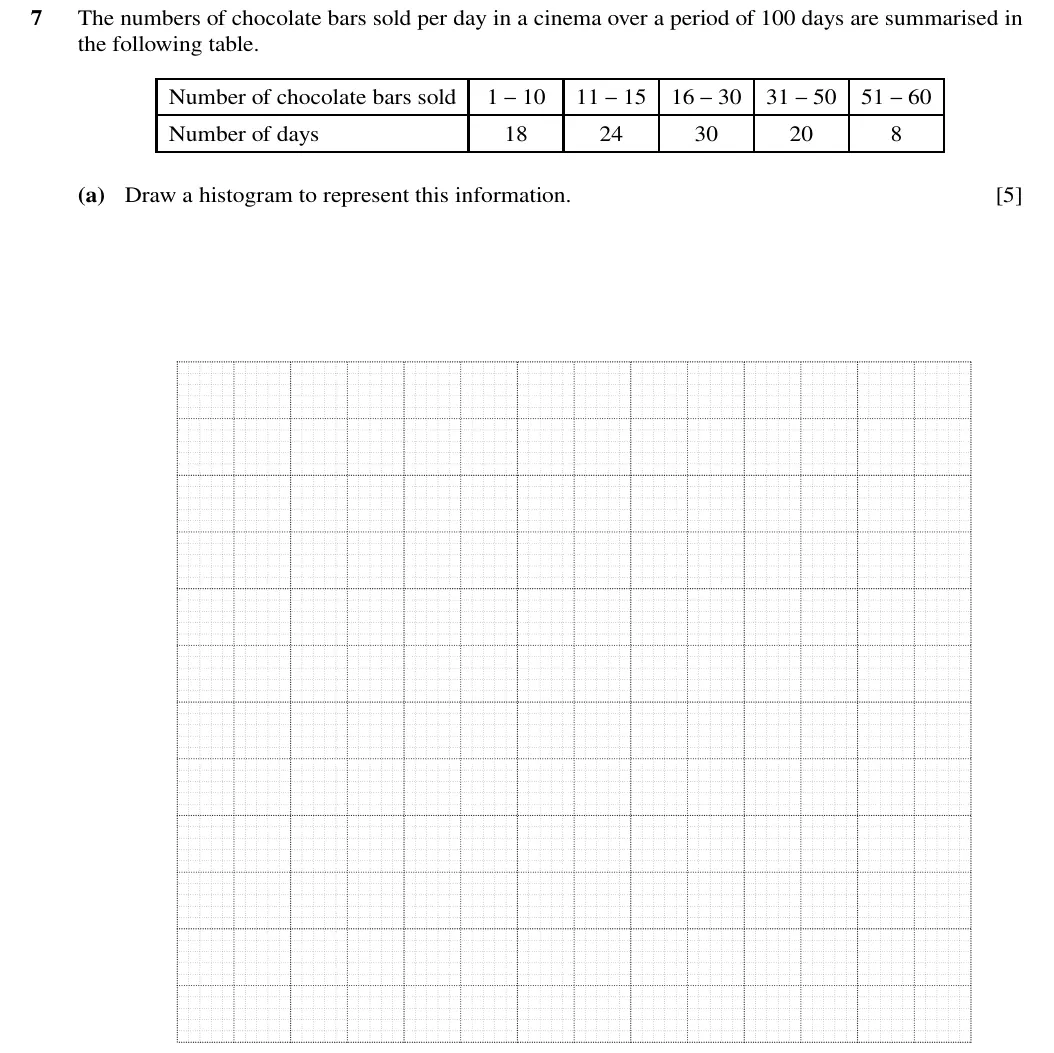 7 The numbers of chocolate bars sold per day in a cinema over a period of 100 days are summarised in
the following table.
Number of chocolate bars sold 1 – 10 11 – 15 16 – 30 31 – 50 51 – 60
Number of days 18 24 30 20 8
(a) Draw a histogram to represent this information. [5]